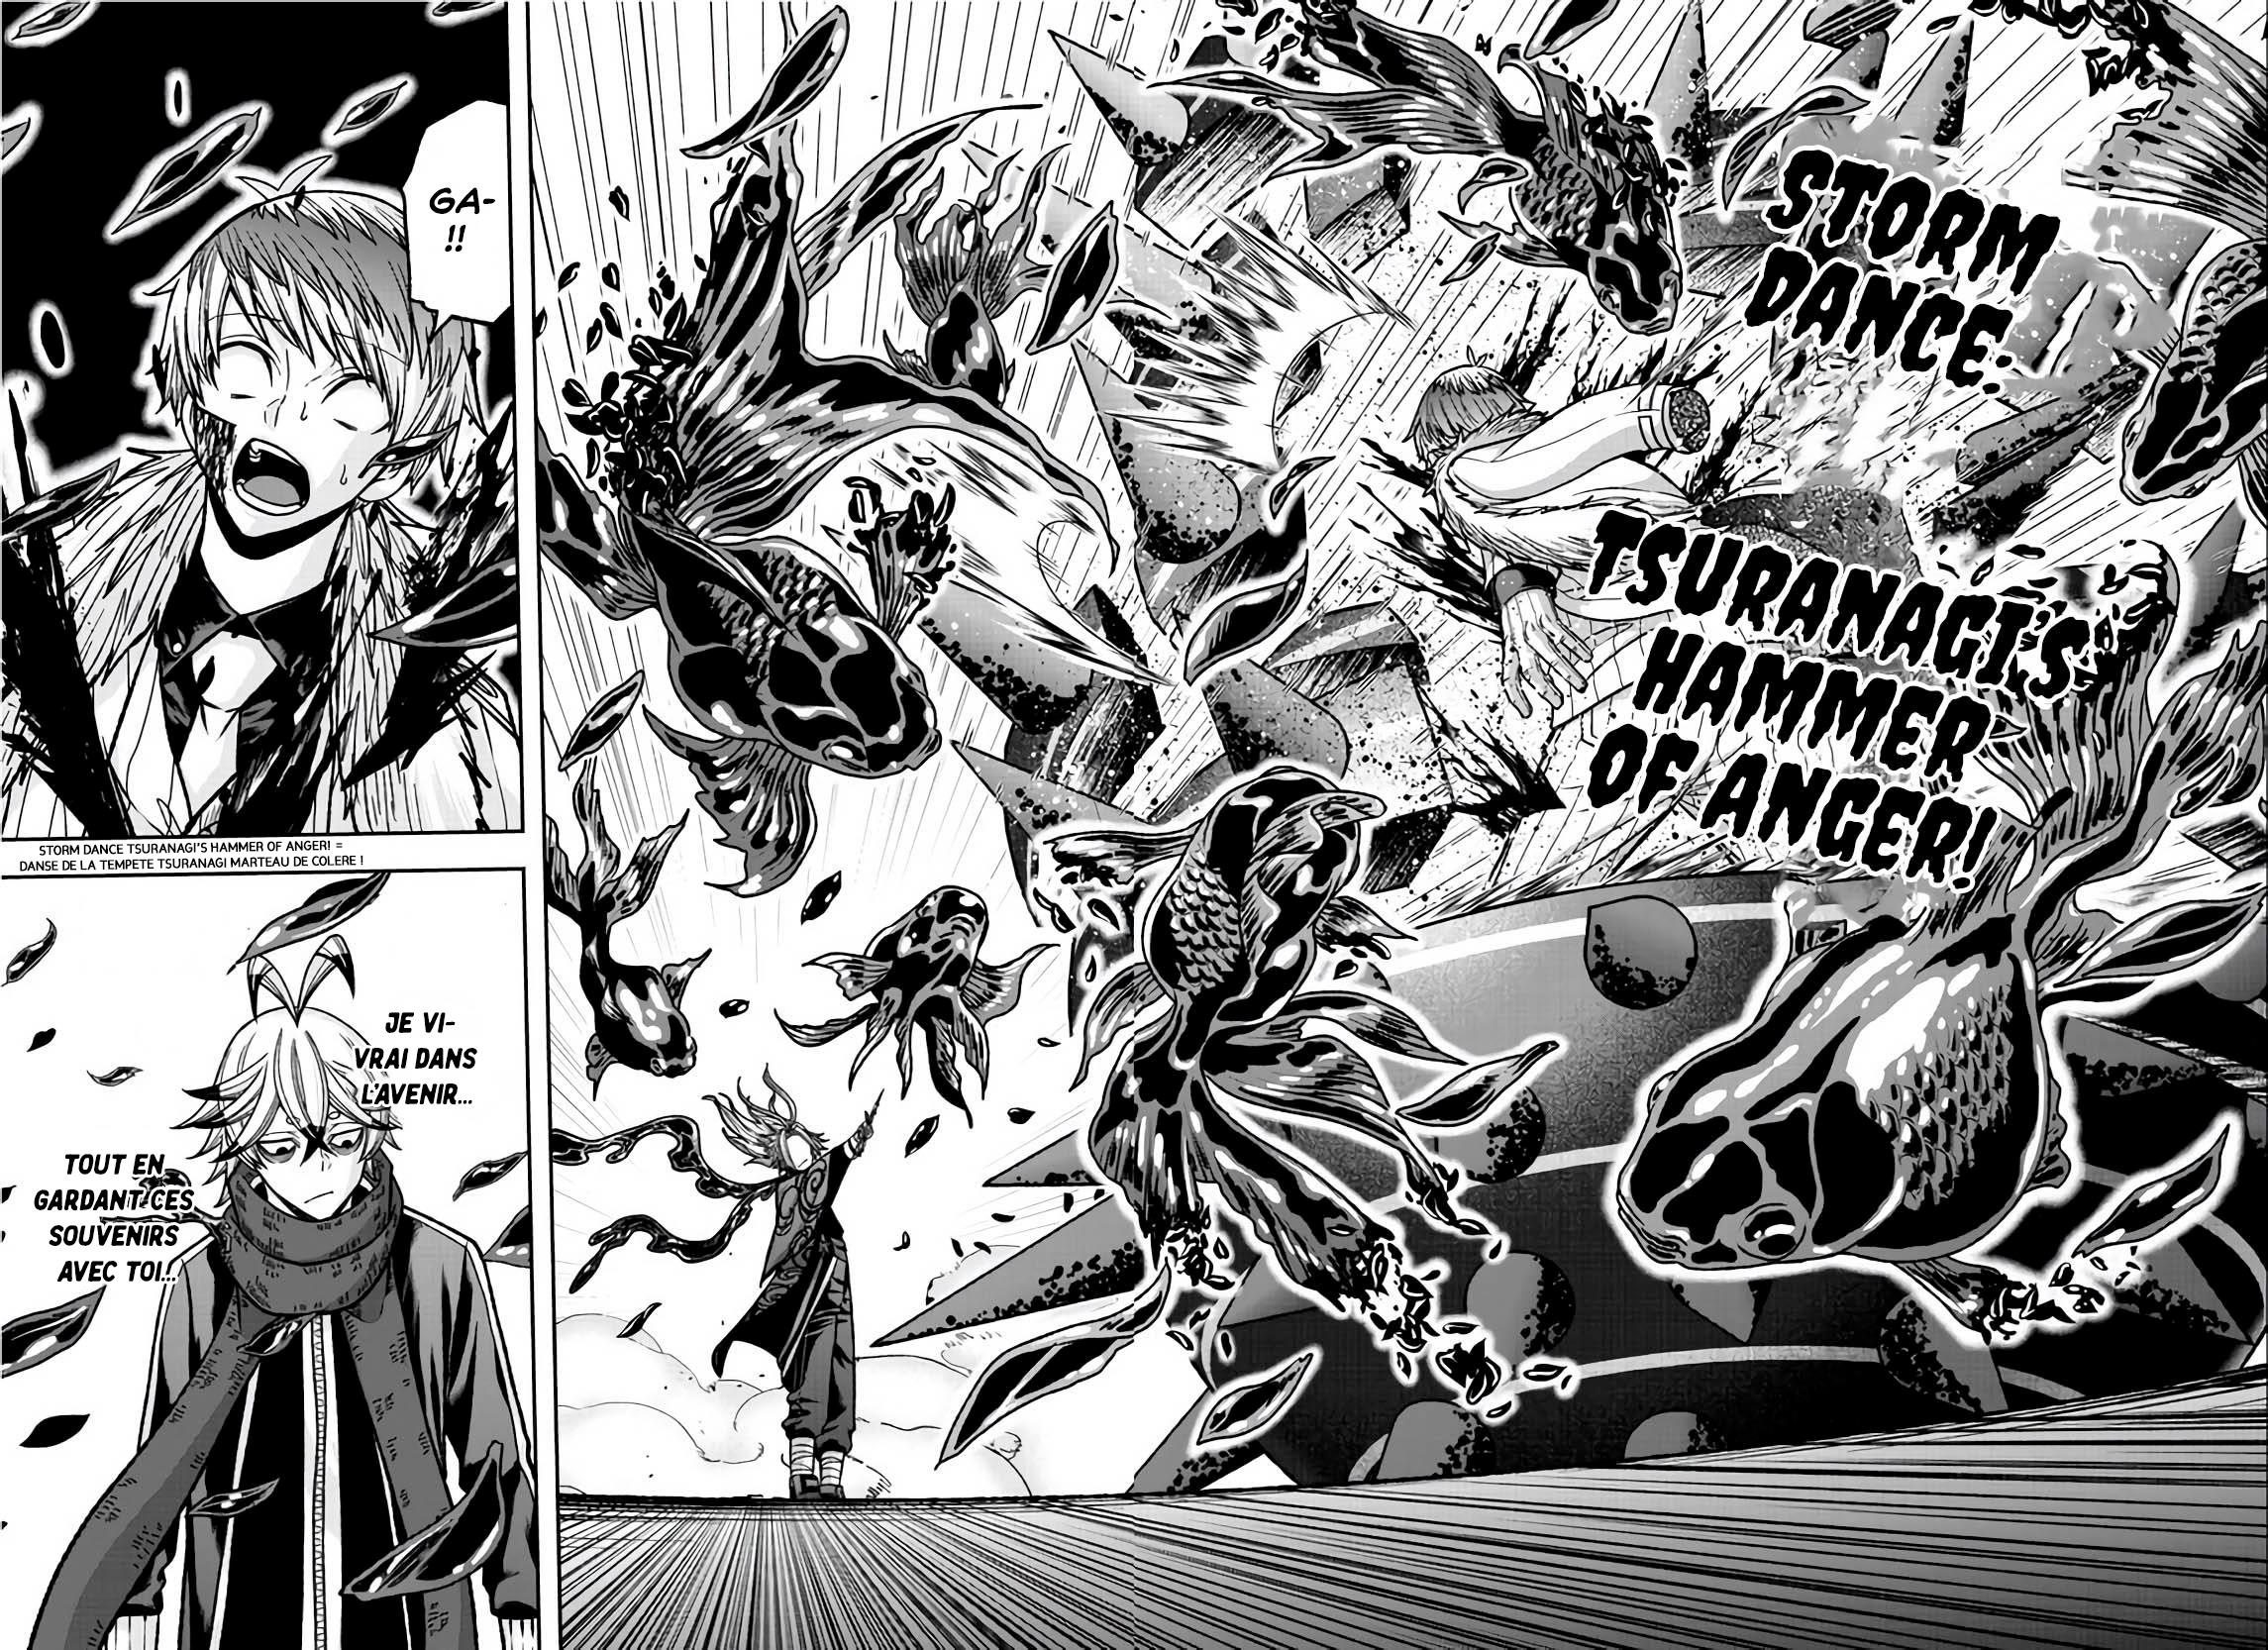 STORM
DANCE:
TSURANAGI'S
HAMMER
OF ANGER!
GA-
!!
STORM DANCE TSURANAGI'S HAMMER OF ANGER! =
DANSE DE LA TEMPETE TSURANAGI MARTEAU DE COLERE !
JE VI-
VRAI DANS
L'AVENIR...
TOUT EN
GARDANT CES
SOUVENIRS
AVEC TOI...